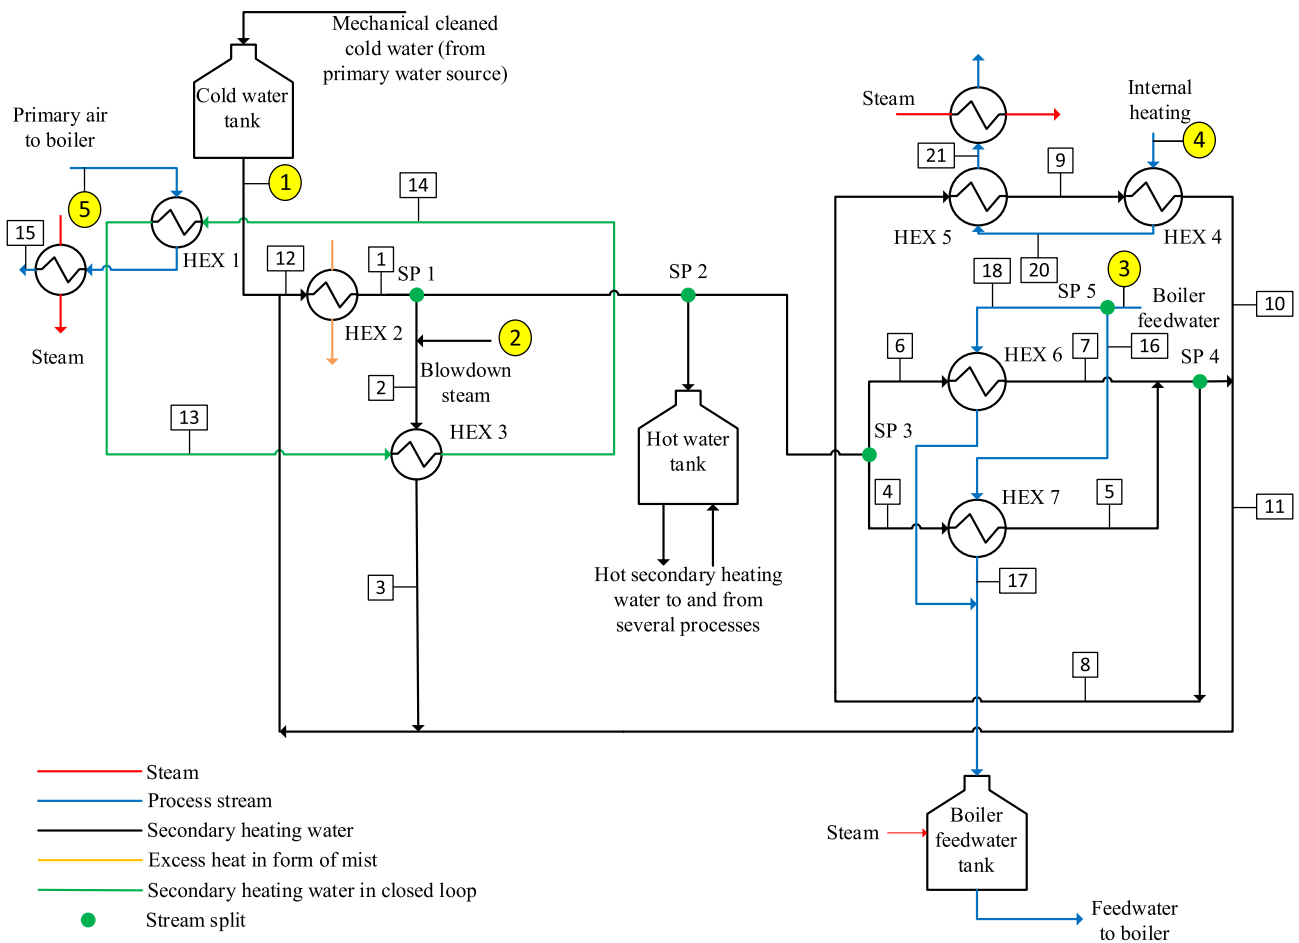 Mechanical cleaned
cold water (from
primary water source)
Cold water
tank
Primary air
to boiler
1
5
15
HEX 1
Steam
14
12
1
SP 1
HEX 2
2
Blowdown
steam
2
HEX 3
13
3
SP 2
Hot water
tank
Hot secondary heating
water to and from
several processes
Steam
Internal
heating
4
21
9
HEX 5
HEX 4
20
18
3
SP 5
Boiler
feedwater
10
6
HEX 6
7
16
SP 4
SP 3
4
HEX 7
5
11
17
8
Steam
Process stream
Secondary heating water
Excess heat in form of mist
Secondary heating water in closed loop
Stream split
Steam
Boiler
feedwater
tank
Feedwater
to boiler